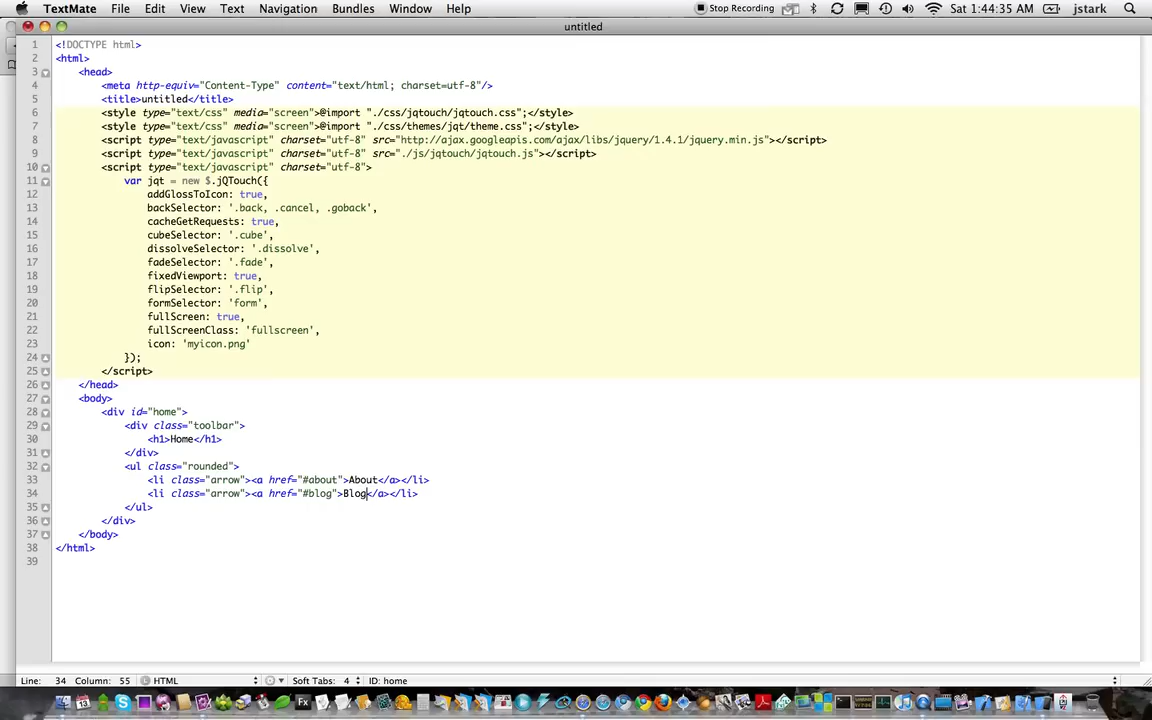 TextMate File Edit View Text Navigation Bundles Window Help Stop Recording Sat 1:44:35 AM jstark
untitled
1 <!DOCTYPE html>
2 <html>
3 <head>
4 <meta http-equiv="Content-Type" content="text/html; charset=utf-8"/>
5 <title>untitled</title>
6 <style type="text/css" media="screen">@import "./css/jqtouch/jqtouch.css";</style>
7 <style type="text/css" media="screen">@import "./css/themes/jqt/theme.css";</style>
8 <script type="text/javascript" charset="utf-8" src="http://ajax.googleapis.com/ajax/libs/jquery/1.4.1/jquery.min.js"></script>
9 <script type="text/javascript" charset="utf-8" src="./js/jqtouch/jqtouch.js"></script>
10 <script type="text/javascript" charset="utf-8">
11 var jqt = new $.jQTouch({
12 addGlossToIcon: true,
13 backSelector: '.back, .cancel, .goback',
14 cacheGetRequests: true,
15 cubeSelector: '.cube',
16 dissolveSelector: '.dissolve',
17 fadeSelector: '.fade',
18 fixedViewport: true,
19 flipSelector: '.flip',
20 formSelector: 'form',
21 fullScreen: true,
22 fullScreenClass: 'fullscreen',
23 icon: 'myicon.png'
24 });
25 </script>
26 </head>
27 <body>
28 <div id="home">
29 <div class="toolbar">
30 <h1>Home</h1>
31 </div>
32 <ul class="rounded">
33 <li class="arrow"><a href="#about">About</a></li>
34 <li class="arrow"><a href="#blog">Blog</a></li>
35 </ul>
36 </div>
37 </body>
38 </html>
39
Line: 34 Column: 55 HTML Soft Tabs: 4 ID: home
Fx